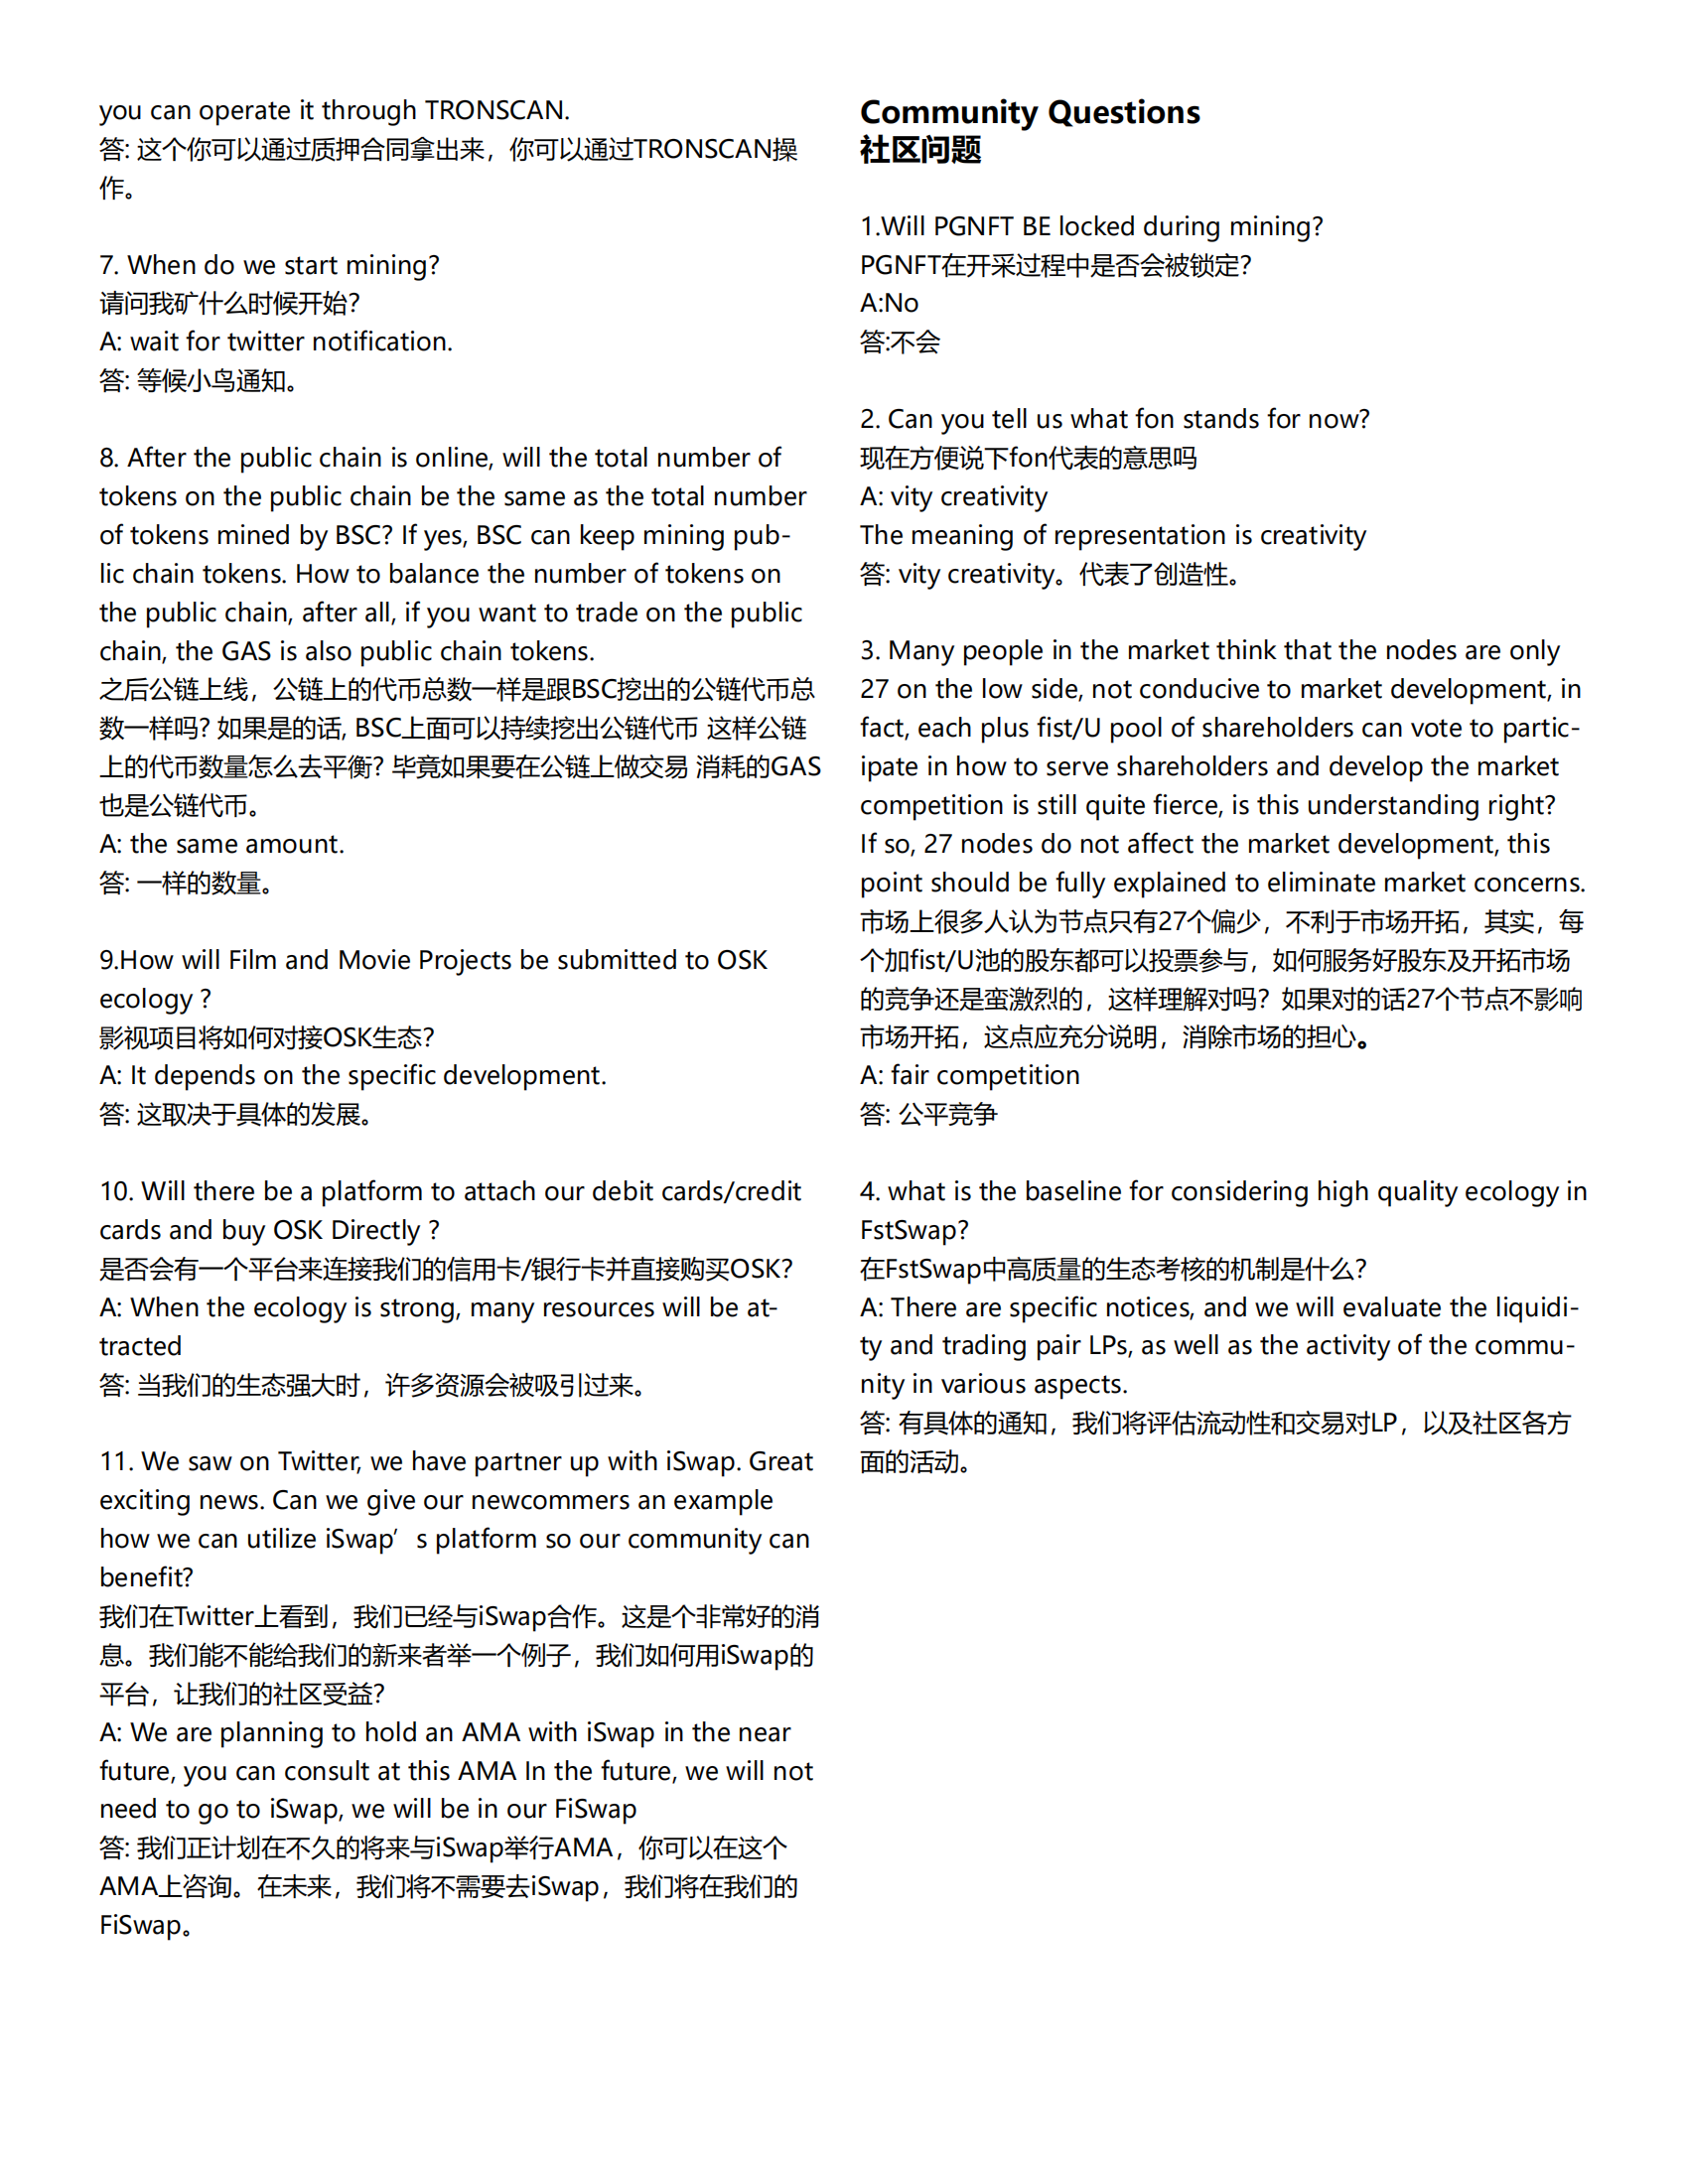 you can operate it through TRONSCAN.
答: 这个你可以通过质押合同拿出来，你可以通过TRONSCAN操
作。
7. When do we start mining?
请问我矿什么时候开始？
A: wait for twitter notification.
答: 等候小鸟通知。
8. After the public chain is online, will the total number of
tokens on the public chain be the same as the total number
of tokens mined by BSC? If yes, BSC can keep mining pub-
lic chain tokens. How to balance the number of tokens on
the public chain, after all, if you want to trade on the public
chain, the GAS is also public chain tokens.
之后公链上线，公链上的代币总数一样是跟BSC挖出的公链代币总
数一样吗? 如果是的话, BSC上面可以持续挖出公链代币 这样公链
上的代币数量怎么去平衡? 毕竟如果要在公链上做交易 消耗的GAS
也是公链代币。
A: the same amount.
答: 一样的数量。
9.How will Film and Movie Projects be submitted to OSK
ecology ?
影视项目将如何对接OSK生态？
A: It depends on the specific development.
答: 这取决于具体的发展。
10. Will there be a platform to attach our debit cards/credit
cards and buy OSK Directly ?
是否会有一个平台来连接我们的信用卡/银行卡并直接购买OSK？
A: When the ecology is strong, many resources will be at-
tracted
答: 当我们的生态强大时，许多资源会被吸引过来。
11. We saw on Twitter, we have partner up with iSwap. Great
exciting news. Can we give our newcommers an example
how we can utilize iSwap’s platform so our community can
benefit?
我们在Twitter上看到，我们已经与iSwap合作。这是个非常好的消
息。我们能不能给我们的新来者举一个例子，我们如何用iSwap的
平台，让我们的社区受益？
A: We are planning to hold an AMA with iSwap in the near
future, you can consult at this AMA In the future, we will not
need to go to iSwap, we will be in our FiSwap
答: 我们正计划在不久的将来与iSwap举行AMA，你可以在这个
AMA上咨询。在未来，我们将不需要去iSwap，我们将在我们的
FiSwap。
Community Questions
社区问题
1.Will PGNFT BE locked during mining?
PGNFT在开采过程中是否会被锁定？
A:No
答:不会
2. Can you tell us what fon stands for now?
现在方便说下fon代表的意思吗
A: vity creativity
The meaning of representation is creativity
答: vity creativity。代表了创造性。
3. Many people in the market think that the nodes are only
27 on the low side, not conducive to market development, in
fact, each plus fist/U pool of shareholders can vote to partic-
ipate in how to serve shareholders and develop the market
competition is still quite fierce, is this understanding right?
If so, 27 nodes do not affect the market development, this
point should be fully explained to eliminate market concerns.
市场上很多人认为节点只有27个偏少，不利于市场开拓，其实，每
个加fist/U池的股东都可以投票参与，如何服务好股东及开拓市场
的竞争还是蛮激烈的，这样理解对吗？如果对的话27个节点不影响
市场开拓，这点应充分说明，消除市场的担心。
A: fair competition
答: 公平竞争
4. what is the baseline for considering high quality ecology in
FstSwap?
在FstSwap中高质量的生态考核的机制是什么？
A: There are specific notices, and we will evaluate the liquidi-
ty and trading pair LPs, as well as the activity of the commu-
nity in various aspects.
答: 有具体的通知，我们将评估流动性和交易对LP，以及社区各方
面的活动。